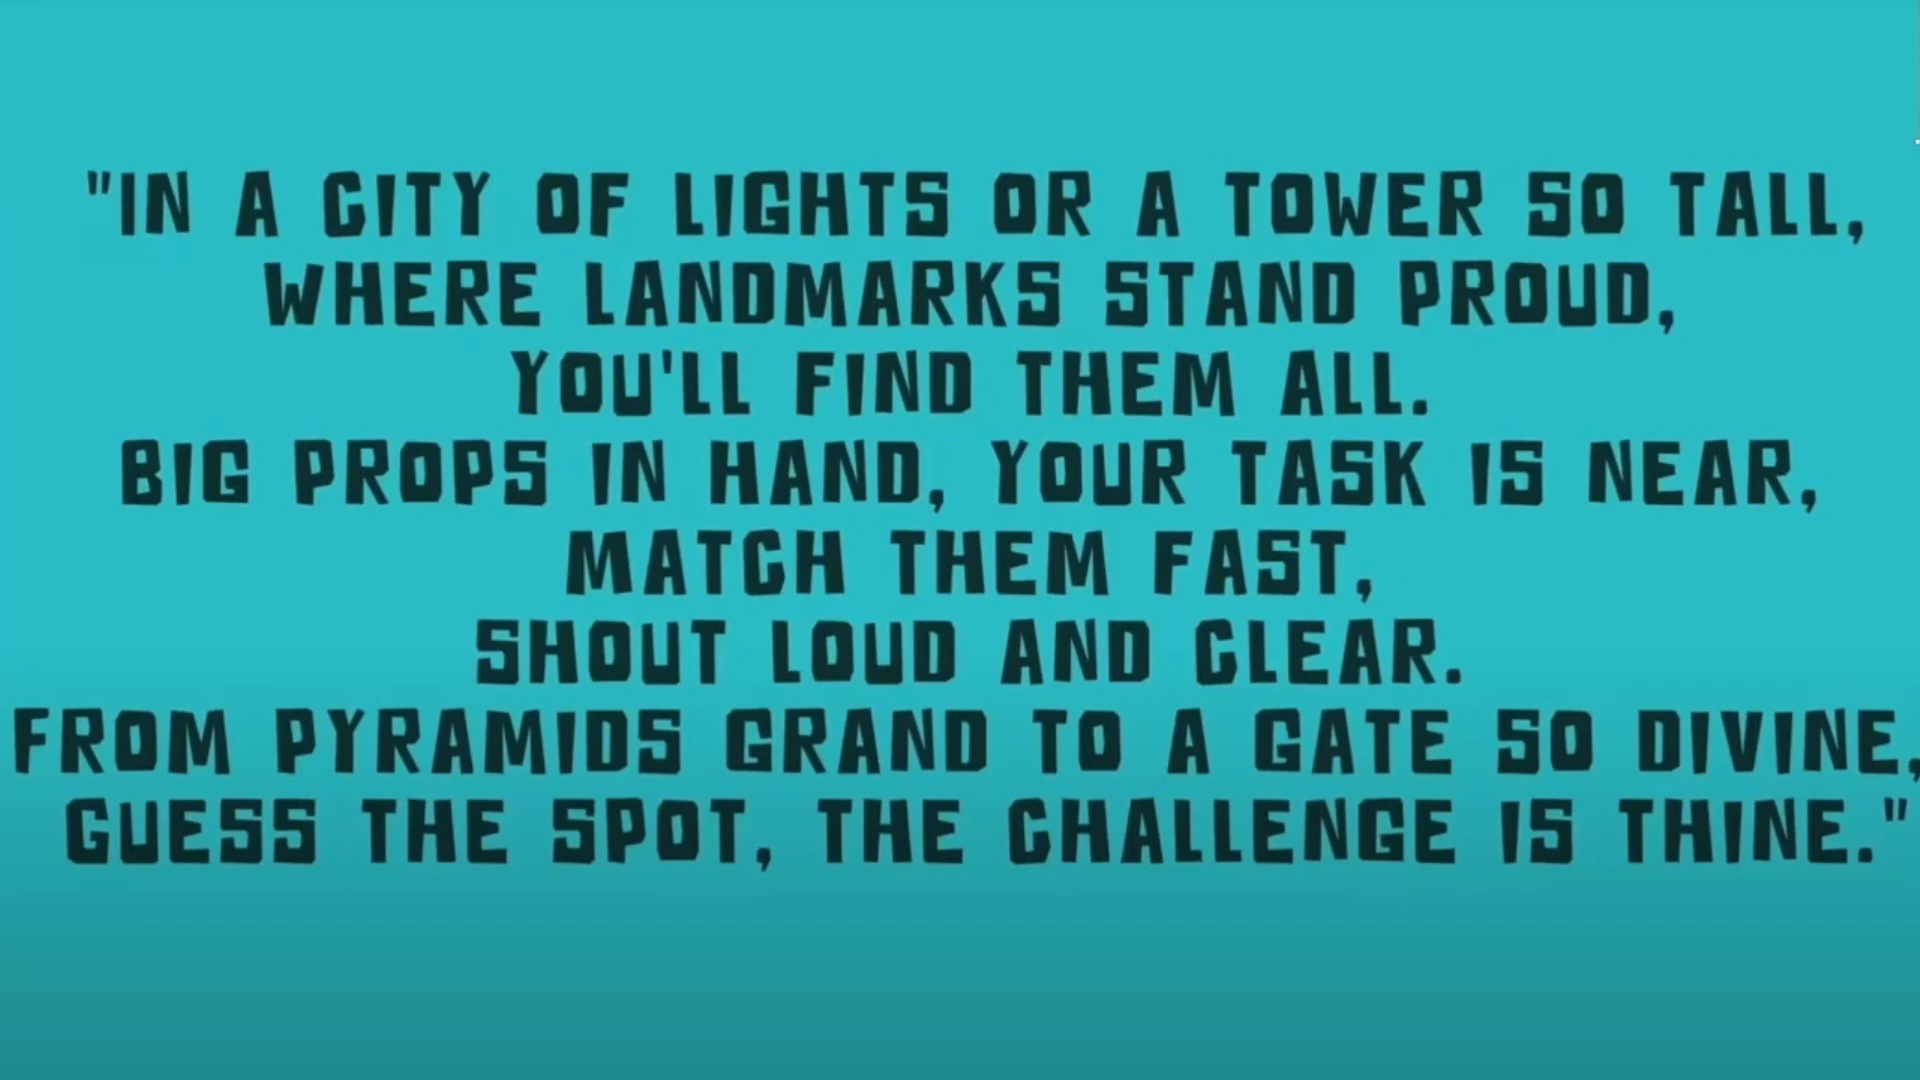 "IN A CITY OF LIGHTS OR A TOWER SO TALL,
WHERE LANDMARKS STAND PROUD,
YOU'LL FIND THEM ALL.
BIG PROPS IN HAND, YOUR TASK IS NEAR,
MATCH THEM FAST,
SHOUT LOUD AND CLEAR.
FROM PYRAMIDS GRAND TO A GATE SO DIVINE,
GUESS THE SPOT, THE CHALLENGE IS THINE."